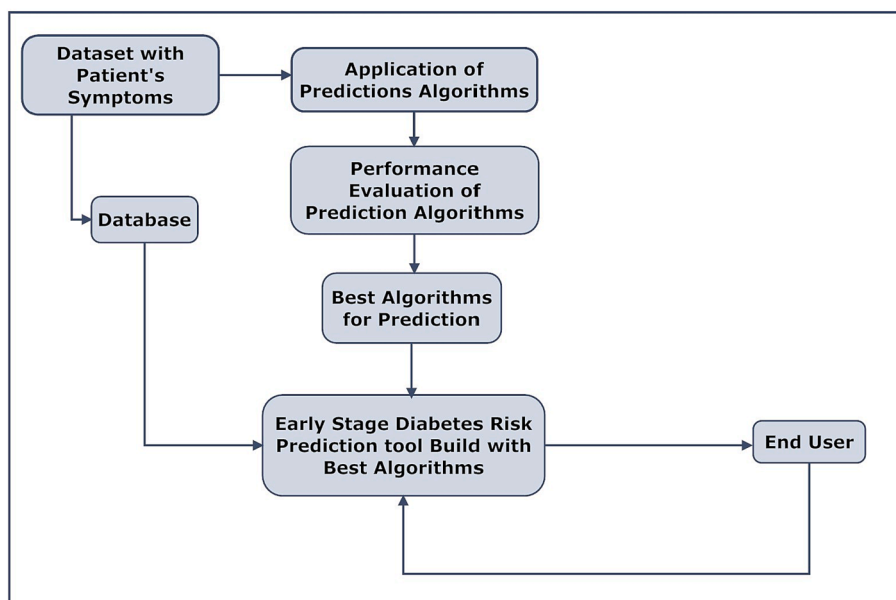 Dataset with
Patient's
Symptoms
Application of
Predictions Algorithms
Performance
Evaluation of
Prediction Algorithms
Database
Best Algorithms
for Prediction
Early Stage Diabetes Risk
Prediction tool Build with
Best Algorithms
End User